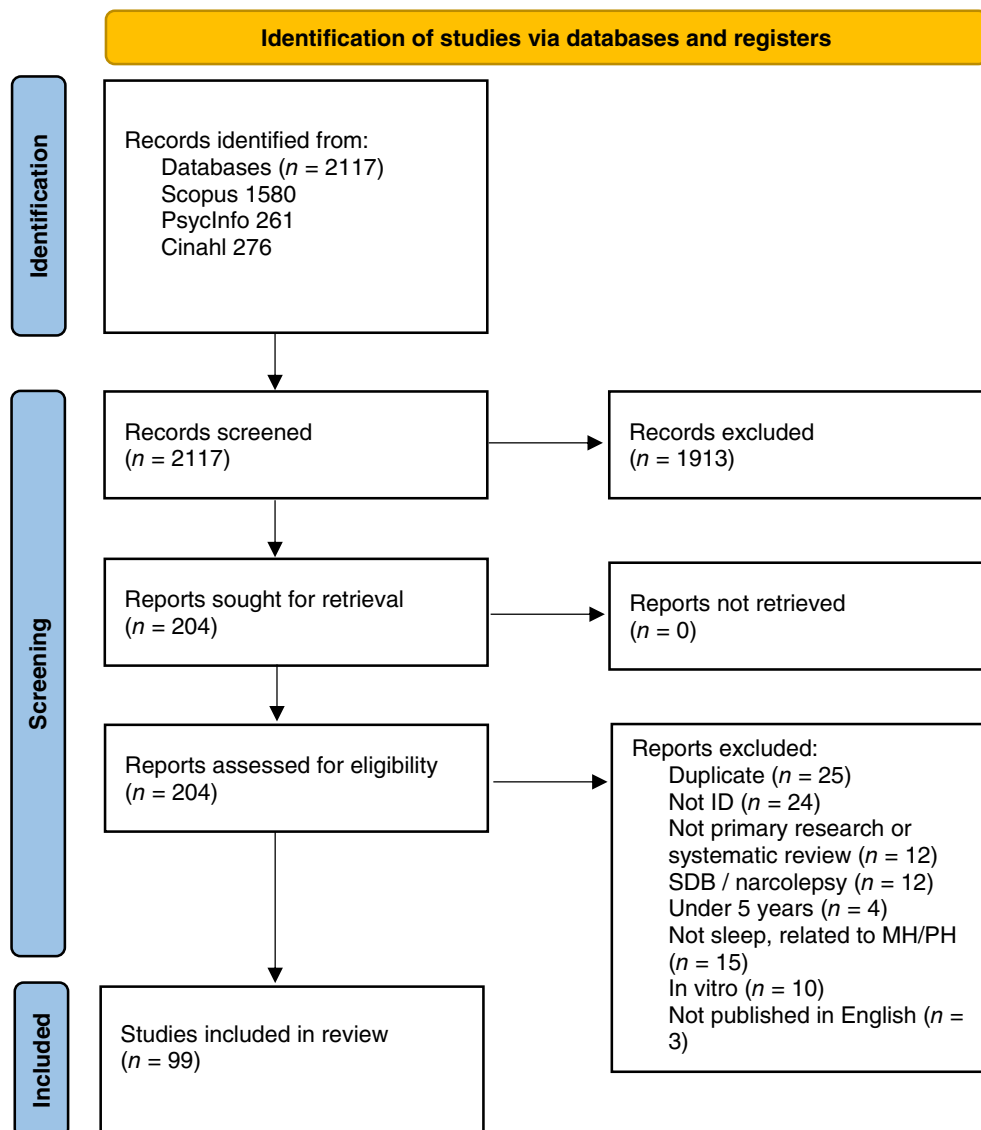 Identification of studies via databases and registers
Identification
Records identified from:
Databases (n = 2117)
Scopus 1580
PsycInfo 261
Cinahl 276
Screening
Records screened
(n = 2117)
Records excluded
(n = 1913)
Reports sought for retrieval
(n = 204)
Reports not retrieved
(n = 0)
Reports assessed for eligibility
(n = 204)
Reports excluded:
Duplicate (n = 25)
Not ID (n = 24)
Not primary research or
systematic review (n = 12)
SDB / narcolepsy (n = 12)
Under 5 years (n = 4)
Not sleep, related to MH/PH
(n = 15)
In vitro (n = 10)
Not published in English (n =
3)
Included
Studies included in review
(n = 99)